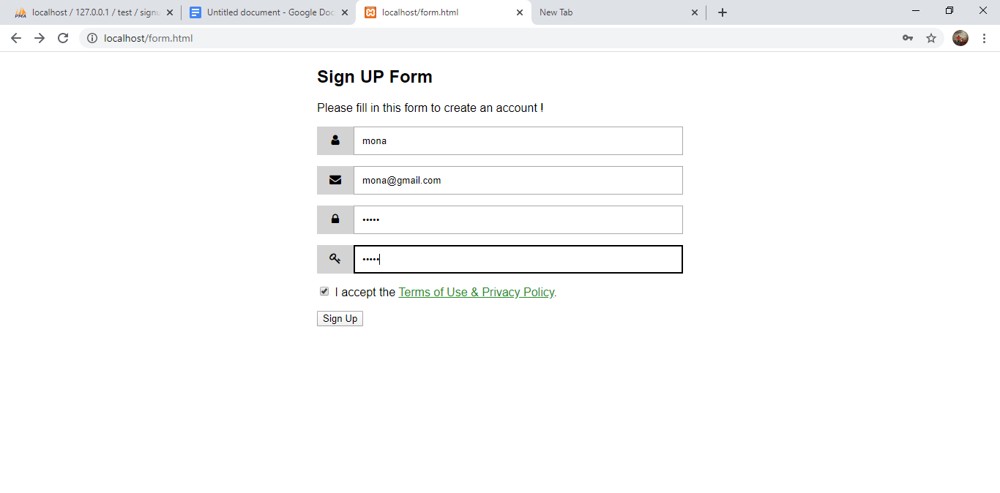 PMA
localhost / 127.0.0.1 / test / signu
Untitled document - Google Doc
localhost/form.html
New Tab
localhost/form.html
Sign UP Form
Please fill in this form to create an account !
mona
mona@gmail.com
•••••
•••••
I accept the Terms of Use & Privacy Policy.
Sign Up